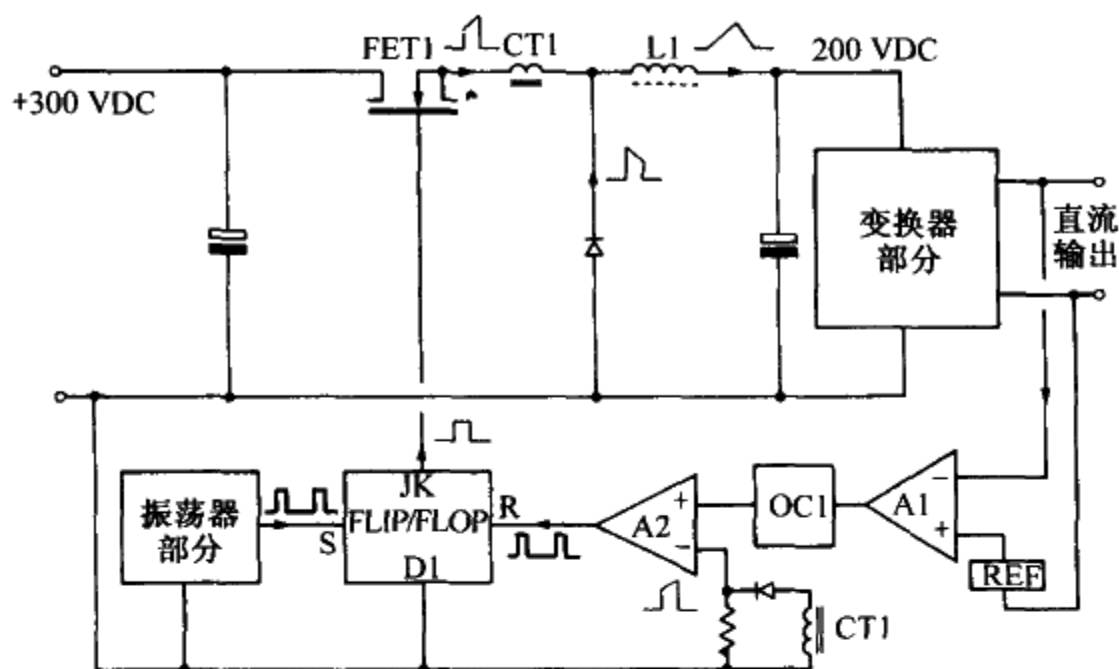 FET1
CT1
L1
200 VDC
+300 VDC
变换器
部分
直流
输出
振荡器
部分
S
JK
FLIP/FLOP
D1
R
A2
+
−
OC1
A1
−
+
REF
CT1